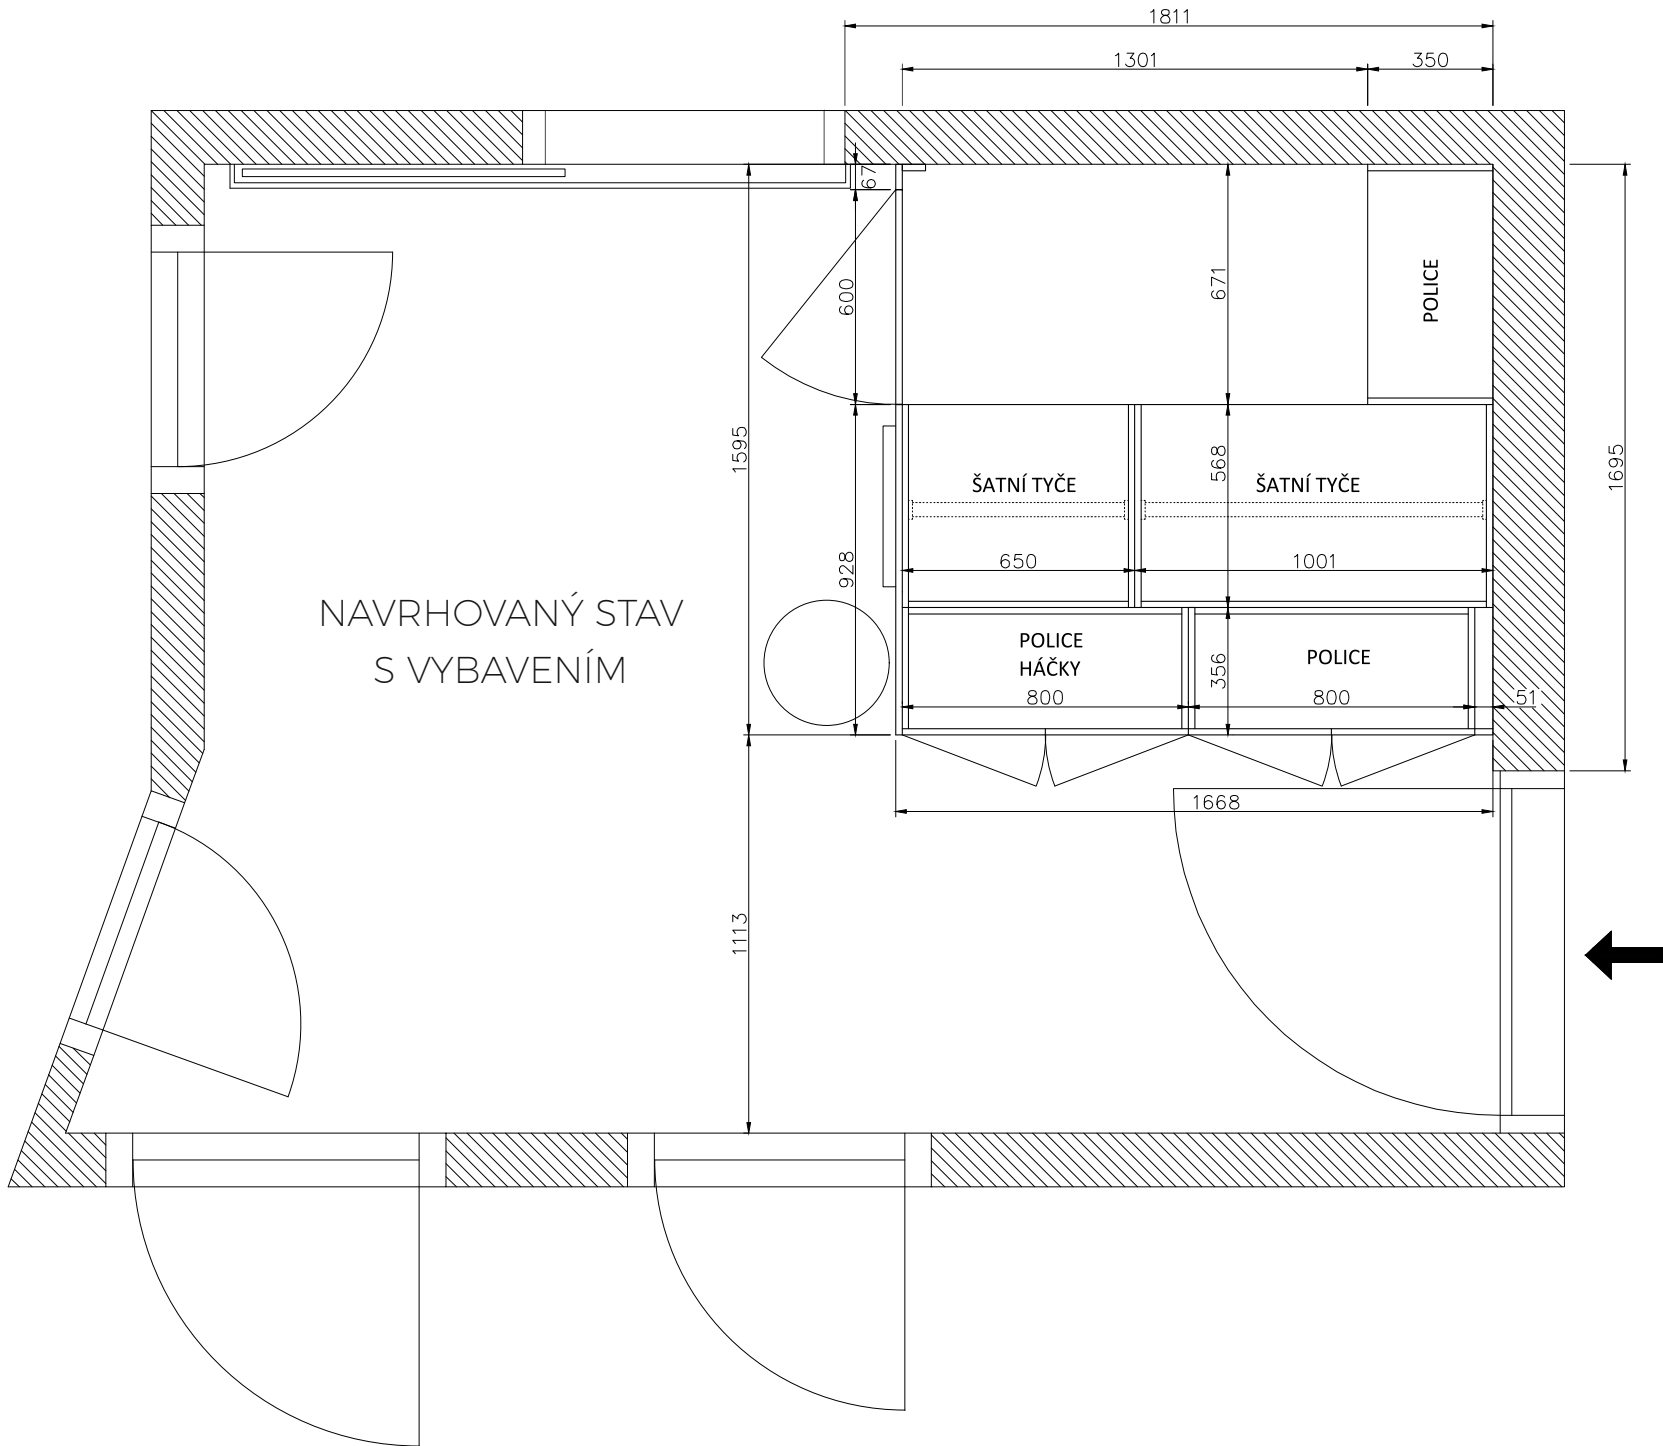 1811
1301
350
67
671
POLICE
600
1595
568
1695
ŠATNÍ TYČE
ŠATNÍ TYČE
928
650
1001
NAVRHOVANÝ STAV
S VYBAVENÍM
POLICE
HÁČKY
POLICE
356
800
800
51
1668
1113